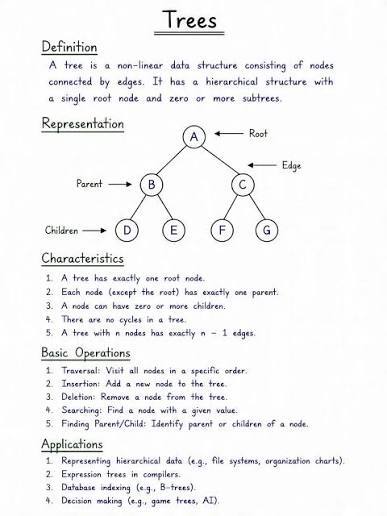 Trees
Definition
A tree is a non-linear data structure consisting of nodes
connected by edges. It has a hierarchical structure with
a single root node and zero or more subtrees.
Representation
A
Root
Edge
Parent
B
C
Children
D
E
F
G
Characteristics
1. A tree has exactly one root node.
2. Each node (except the root) has exactly one parent.
3. A node can have zero or more children.
4. There are no cycles in a tree.
5. A tree with n nodes has exactly n – 1 edges.
Basic Operations
1. Traversal: Visit all nodes in a specific order.
2. Insertion: Add a new node to the tree.
3. Deletion: Remove a node from the tree.
4. Searching: Find a node with a given value.
5. Finding Parent/Child: Identify parent or children of a node.
Applications
1. Representing hierarchical data (e.g., file systems, organization charts).
2. Expression trees in compilers.
3. Database indexing (e.g., B-trees).
4. Decision making (e.g., game trees, AI).